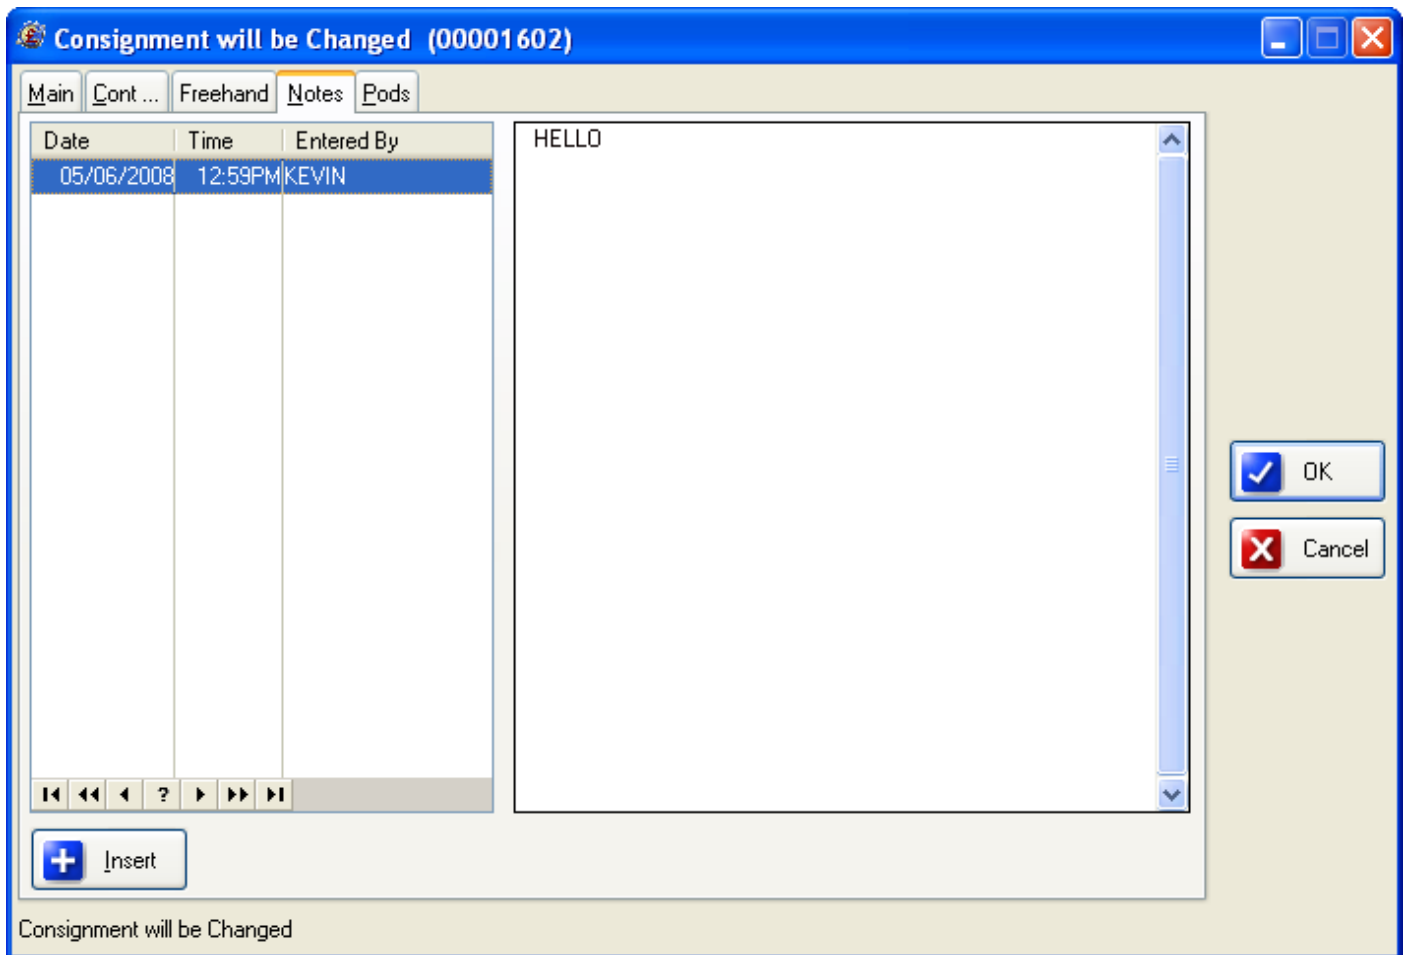 Consignment will be Changed (00001602)
Main Cont ... Freehand Notes Pods
Date Time Entered By
05/06/2008 12:59PM KEVIN
HELLO
OK
Cancel
?
Insert
Consignment will be Changed